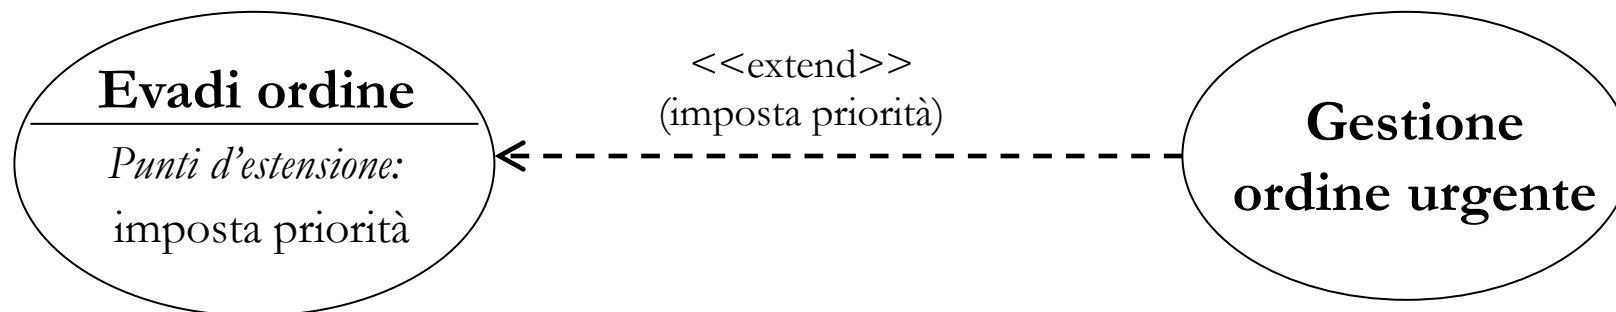 Evadi ordine
Punti d’estensione:
imposta priorità
<<extend>>
(imposta priorità)
Gestione
ordine urgente